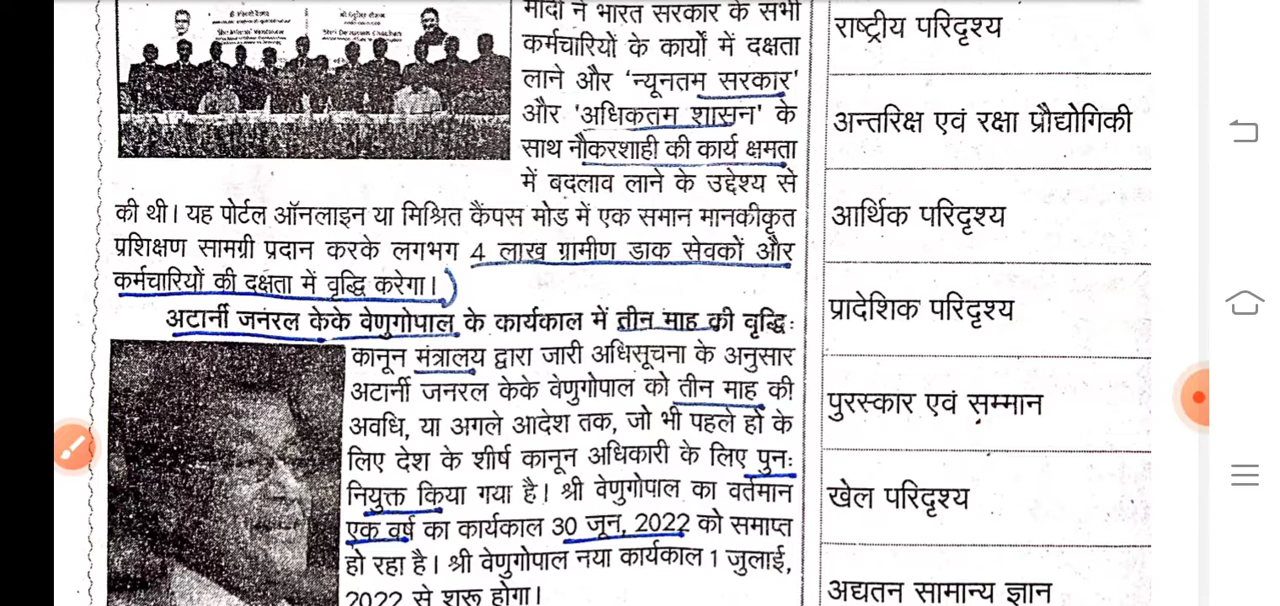 श्री देवुसिंह चौहान
Shri Devusinh Chauhan
मोदी ने भारत सरकार के सभी
कर्मचारियों के कार्यों में दक्षता
लाने और 'न्यूनतम सरकार'
और 'अधिकतम शासन' के
साथ नौकरशाही की कार्य क्षमता
में बदलाव लाने के उद्देश्य से
की थी। यह पोर्टल ऑनलाइन या मिश्रित कैंपस मोड में एक समान मानकीकृत
प्रशिक्षण सामग्री प्रदान करके लगभग 4 लाख ग्रामीण डाक सेवकों और
कर्मचारियों की दक्षता में वृद्धि करेगा।
अटार्नी जनरल केके वेणुगोपाल के कार्यकाल में तीन माह की वृद्धि:
कानून मंत्रालय द्वारा जारी अधिसूचना के अनुसार
अटार्नी जनरल केके वेणुगोपाल को तीन माह की
अवधि, या अगले आदेश तक, जो भी पहले हो के
लिए देश के शीर्ष कानून अधिकारी के लिए पुनः
नियुक्त किया गया है। श्री वेणुगोपाल का वर्तमान
एक वर्ष का कार्यकाल 30 जून, 2022 को समाप्त
हो रहा है। श्री वेणुगोपाल नया कार्यकाल 1 जुलाई,
2022 से शुरू होगा।
राष्ट्रीय परिदृश्य
अन्तरिक्ष एवं रक्षा प्रौद्योगिकी
आर्थिक परिदृश्य
प्रादेशिक परिदृश्य
पुरस्कार एवं सम्मान
खेल परिदृश्य
अद्यतन सामान्य ज्ञान